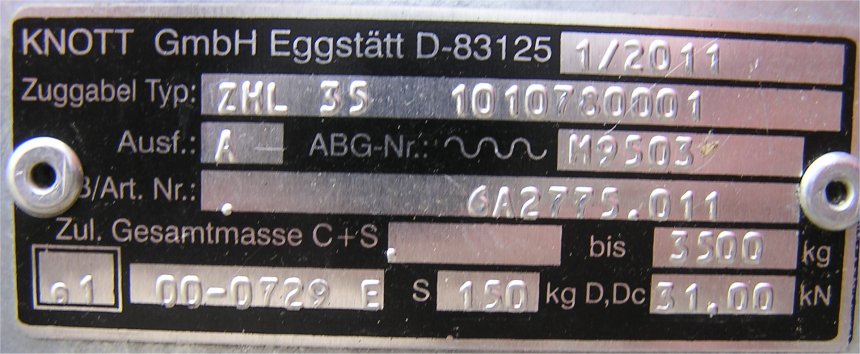 KNOTT GmbH Eggstätt D-83125 1/2011
Zuggabel Typ: ZHL 35 1010780001
Ausf.: A ABG-Nr.: M9503
/Art. Nr.: 6A2775.011
Zul. Gesamtmasse C+S bis 3500 kg
e1 00-0729 E S 150 kg D,Dc 31,00 kN